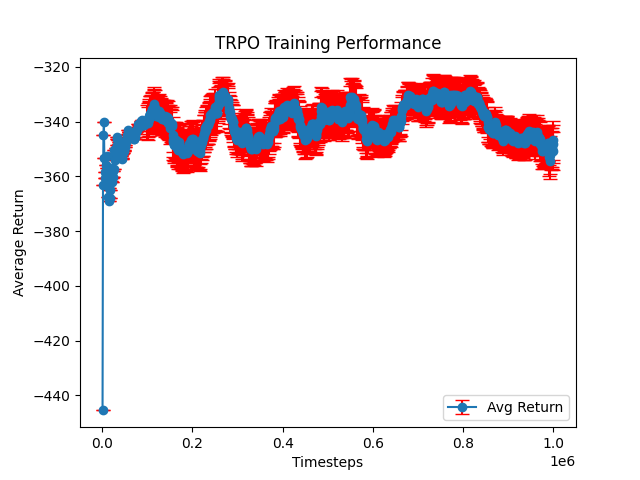 TRPO Training Performance
−320
−340
−360
−380
−400
−420
−440
Average Return
Avg Return
0.0 0.2 0.4 0.6 0.8 1.0
1e6
Timesteps